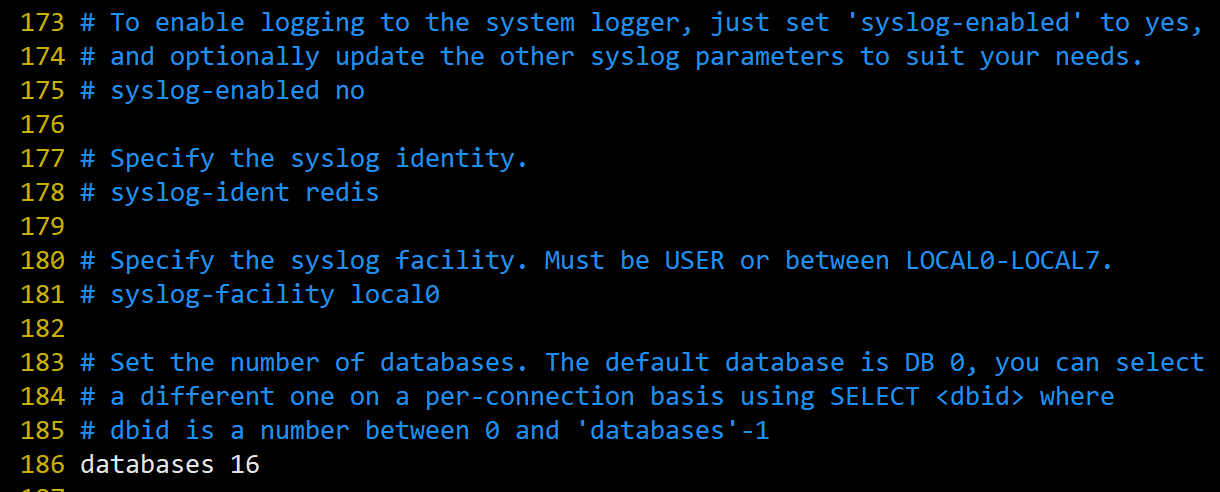 173 # To enable logging to the system logger, just set 'syslog-enabled' to yes,
174 # and optionally update the other syslog parameters to suit your needs.
175 # syslog-enabled no
176
177 # Specify the syslog identity.
178 # syslog-ident redis
179
180 # Specify the syslog facility. Must be USER or between LOCAL0-LOCAL7.
181 # syslog-facility local0
182
183 # Set the number of databases. The default database is DB 0, you can select
184 # a different one on a per-connection basis using SELECT <dbid> where
185 # dbid is a number between 0 and 'databases'-1
186 databases 16